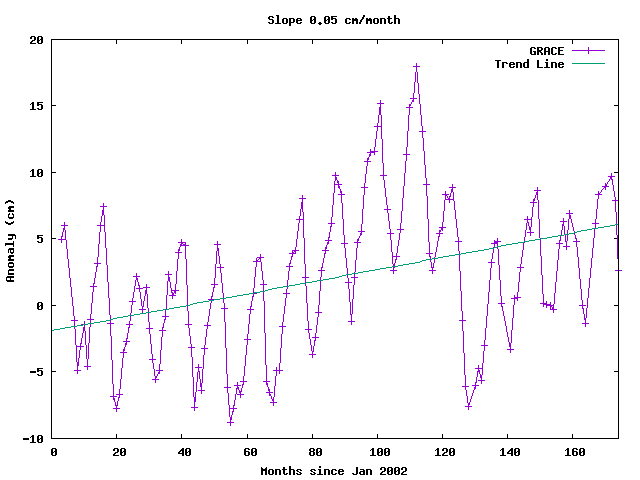 Slope 0.05 cm/month
20
15
10
5
0
-5
-10
0 20 40 60 80 100 120 140 160
Anomaly (cm)
Months since Jan 2002
GRACE
Trend Line